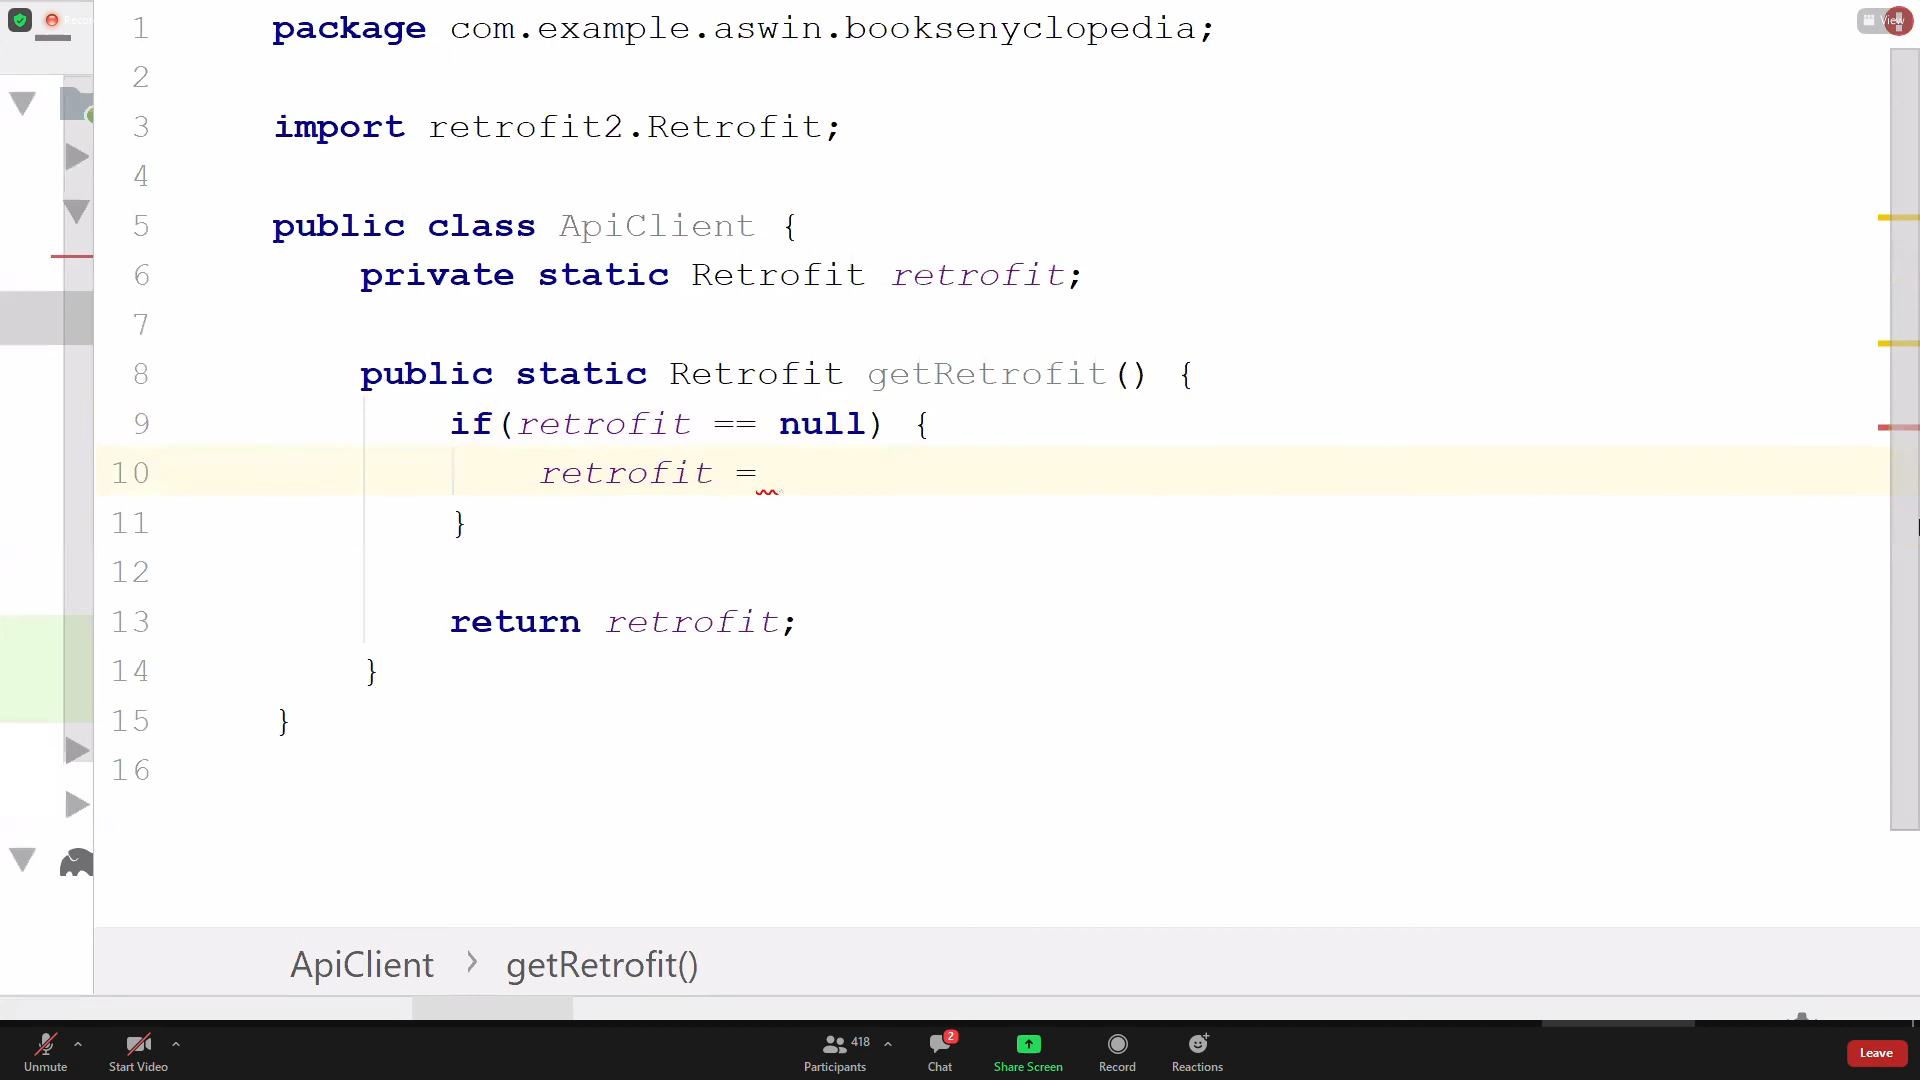 Recor
View
1 package com.example.aswin.booksenyclopedia;
2
3 import retrofit2.Retrofit;
4
5 public class ApiClient {
6 private static Retrofit retrofit;
7
8 public static Retrofit getRetrofit() {
9 if(retrofit == null) {
10 retrofit =
11 }
12
13 return retrofit;
14 }
15 }
16
ApiClient > getRetrofit()
Unmute Start Video 418 Participants 2 Chat Share Screen Record Reactions Leave